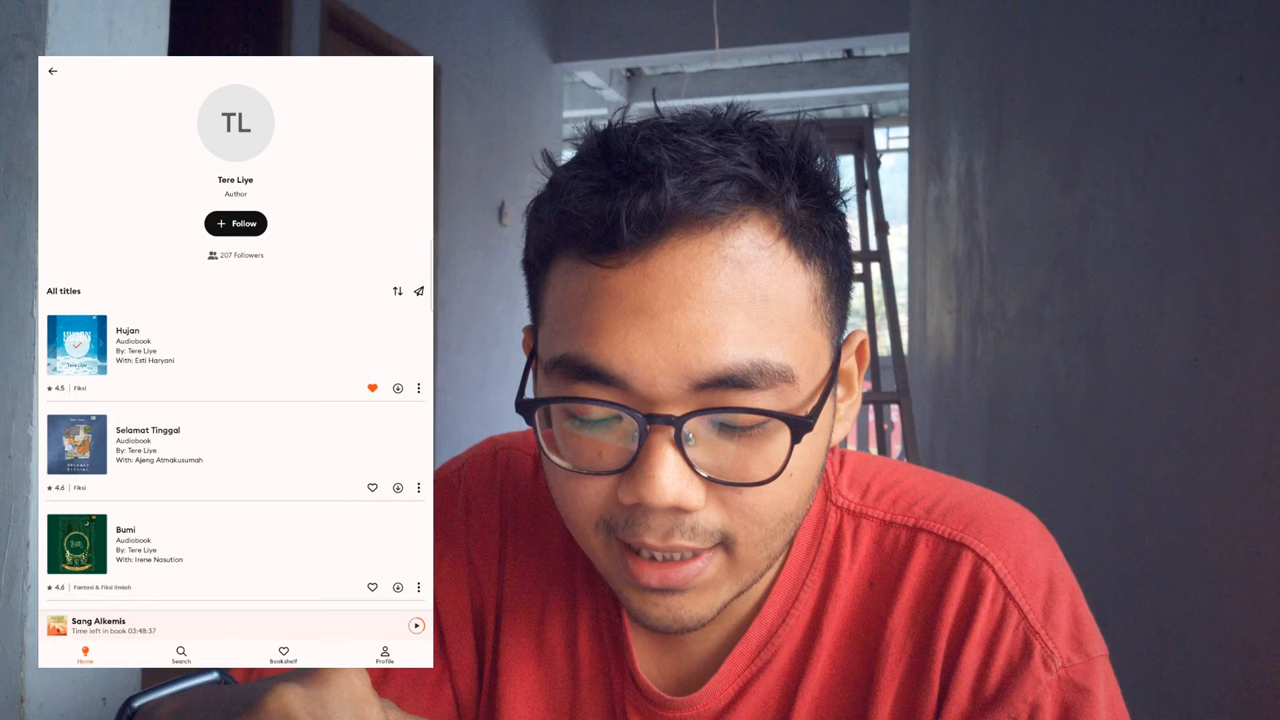 TL
Tere Liye
Author
+ Follow
207 Followers
All titles
Hujan
Audiobook
By: Tere Liye
With: Esti Haryani
4.5 | Fiksi
Selamat Tinggal
Audiobook
By: Tere Liye
With: Ajeng Atmakusumah
4.6 | Fiksi
Bumi
Audiobook
By: Tere Liye
With: Irene Nasution
4.6 | Fantasi & Fiksi Ilmiah
Sang Alkemis
Time left in book 03:48:37
Home
Search
Bookshelf
Profile